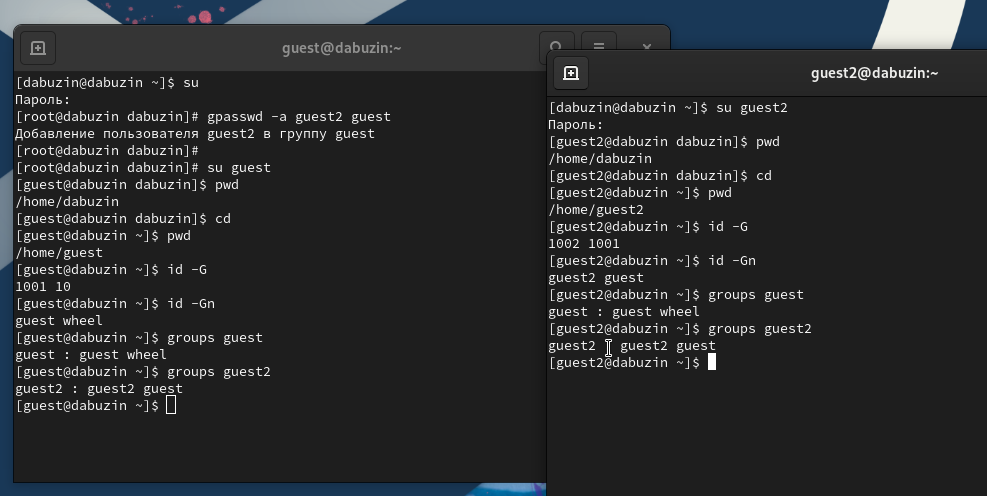 guest@dabuzin:~
[dabuzin@dabuzin ~]$ su
Пароль:
[root@dabuzin dabuzin]# gpasswd -a guest2 guest
Добавление пользователя guest2 в группу guest
[root@dabuzin dabuzin]#
[root@dabuzin dabuzin]# su guest
[guest@dabuzin dabuzin]$ pwd
/home/dabuzin
[guest@dabuzin dabuzin]$ cd
[guest@dabuzin ~]$ pwd
/home/guest
[guest@dabuzin ~]$ id -G
1001 10
[guest@dabuzin ~]$ id -Gn
guest wheel
[guest@dabuzin ~]$ groups guest
guest : guest wheel
[guest@dabuzin ~]$ groups guest2
guest2 : guest2 guest
[guest@dabuzin ~]$
guest2@dabuzin:~
[dabuzin@dabuzin ~]$ su guest2
Пароль:
[guest2@dabuzin dabuzin]$ pwd
/home/dabuzin
[guest2@dabuzin dabuzin]$ cd
[guest2@dabuzin ~]$ pwd
/home/guest2
[guest2@dabuzin ~]$ id -G
1002 1001
[guest2@dabuzin ~]$ id -Gn
guest2 guest
[guest2@dabuzin ~]$ groups guest
guest : guest wheel
[guest2@dabuzin ~]$ groups guest2
guest2 : guest2 guest
[guest2@dabuzin ~]$